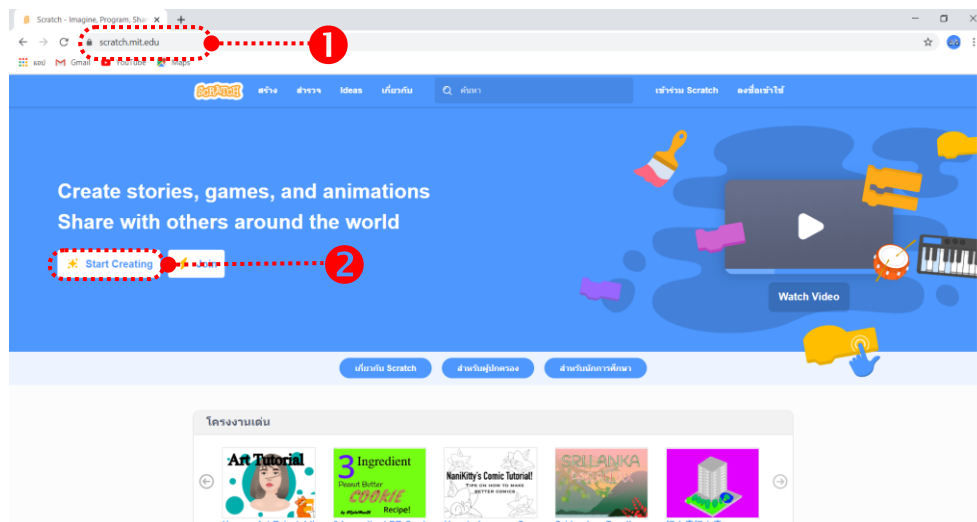 Scratch - Imagine, Program, Sha
scratch.mit.edu
1
แอป Gmail YouTube Maps
SCRATCH สร้าง สำรวจ Ideas เกี่ยวกับ ค้นหา เข้าร่วม Scratch ลงชื่อเข้าใช้
Create stories, games, and animations
Share with others around the world
Start Creating Join
2
Watch Video
เกี่ยวกับ Scratch สำหรับผู้ปกครอง สำหรับนักการศึกษา
โครงงานเด่น
Art Tutorial
3 Ingredient
Peanut Butter
COOKIE
Recipe!
NaniKitty's Comic Tutorial!
TIPS ON HOW TO MAKE
BETTER COMICS
SRI LANKA